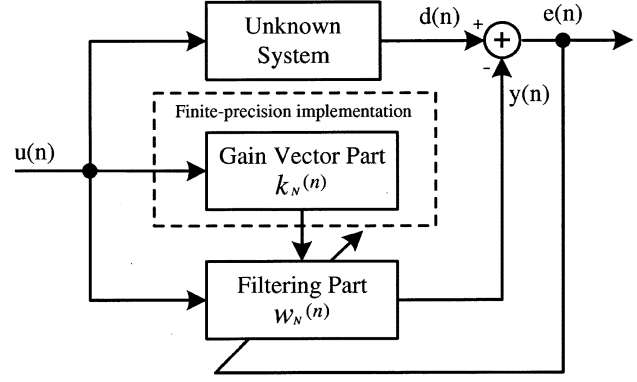 Unknown
System
d(n)
+
e(n)
+
-
y(n)
Finite-precision implementation
u(n)
Gain Vector Part
k_N(n)
Filtering Part
w_N(n)